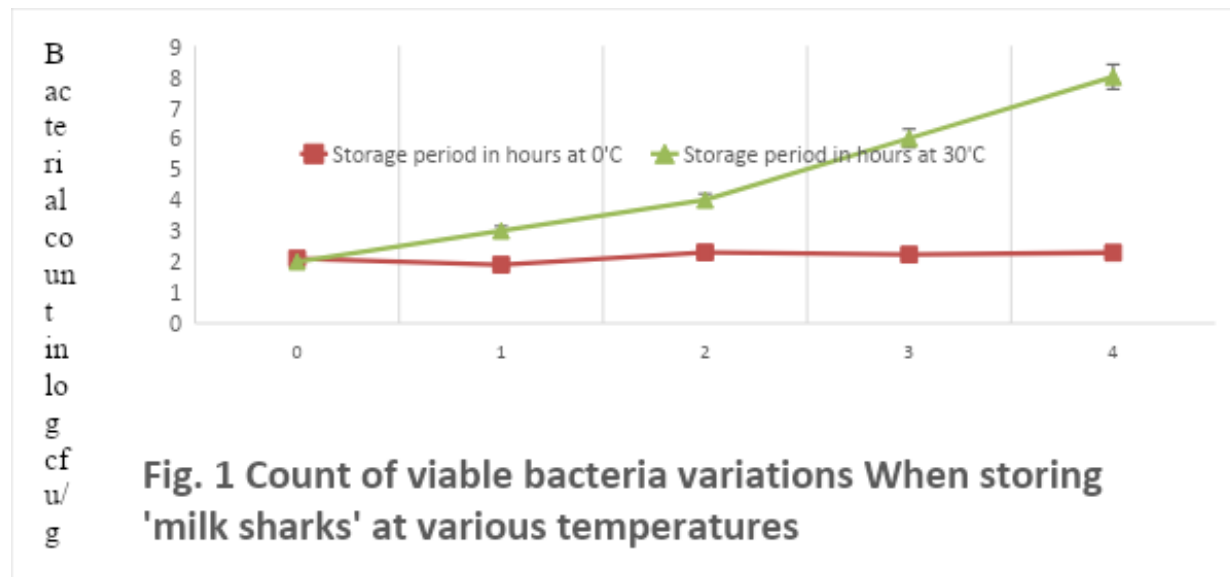 B
ac
te
ri
al
co
un
t
in
lo
g
cf
u/
g
9
8
7
6
5
4
3
2
1
0
Storage period in hours at 0'C Storage period in hours at 30'C
0 1 2 3 4
Fig. 1 Count of viable bacteria variations When storing
'milk sharks' at various temperatures